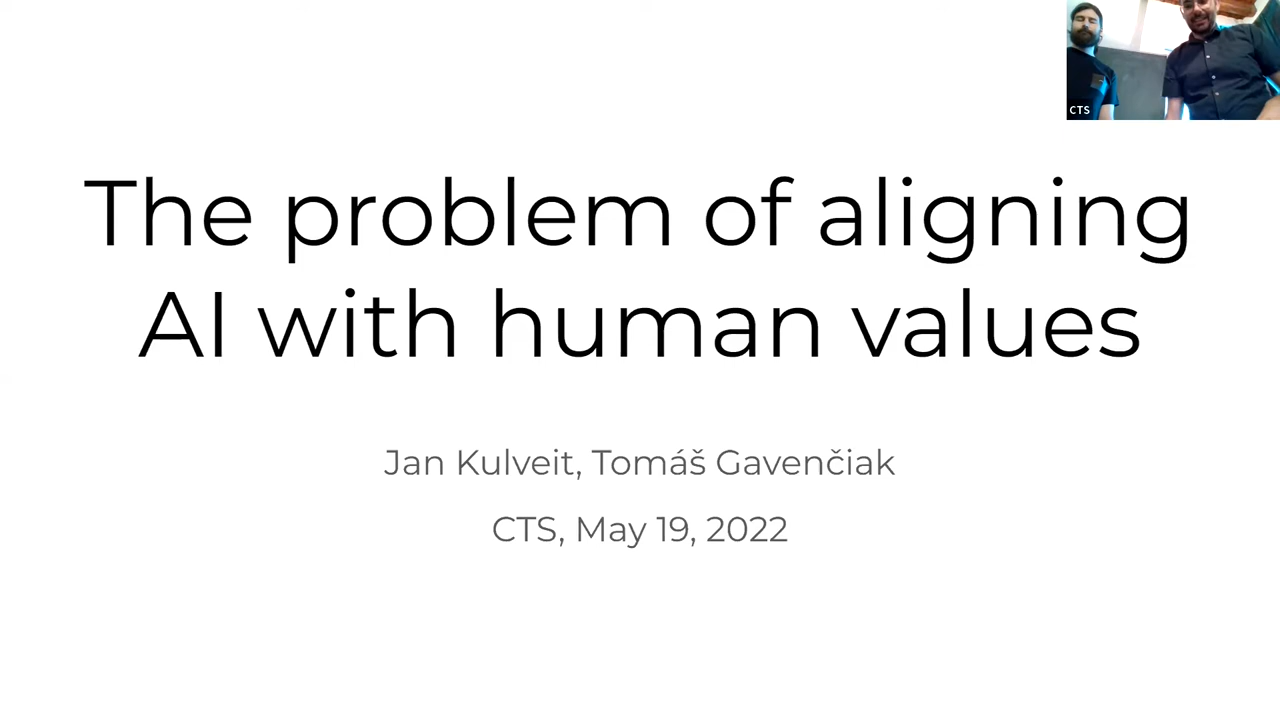 CTS
The problem of aligning
AI with human values
Jan Kulveit, Tomáš Gavenčiak
CTS, May 19, 2022